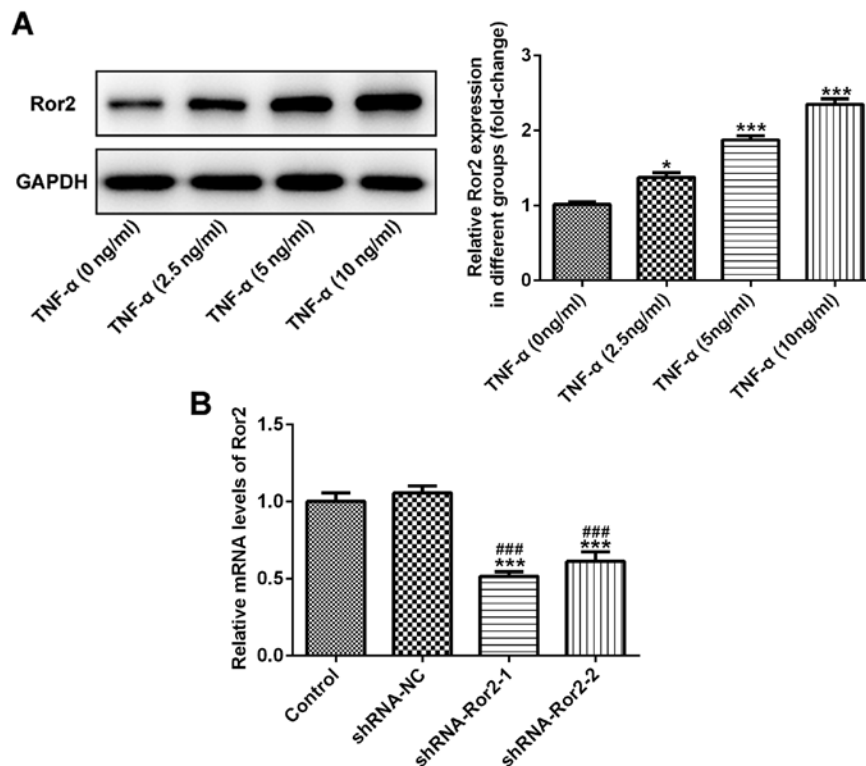 A
Ror2
GAPDH
TNF-α (0 ng/ml)
TNF-α (2.5 ng/ml)
TNF-α (5 ng/ml)
TNF-α (10 ng/ml)
Relative Ror2 expression
in different groups (fold-change)
3
2
1
0
*
***
***
TNF-α (0ng/ml)
TNF-α (2.5ng/ml)
TNF-α (5ng/ml)
TNF-α (10ng/ml)
B
Relative mRNA levels of Ror2
1.5
1.0
0.5
0.0
###
***
###
***
Control
shRNA-NC
shRNA-Ror2-1
shRNA-Ror2-2